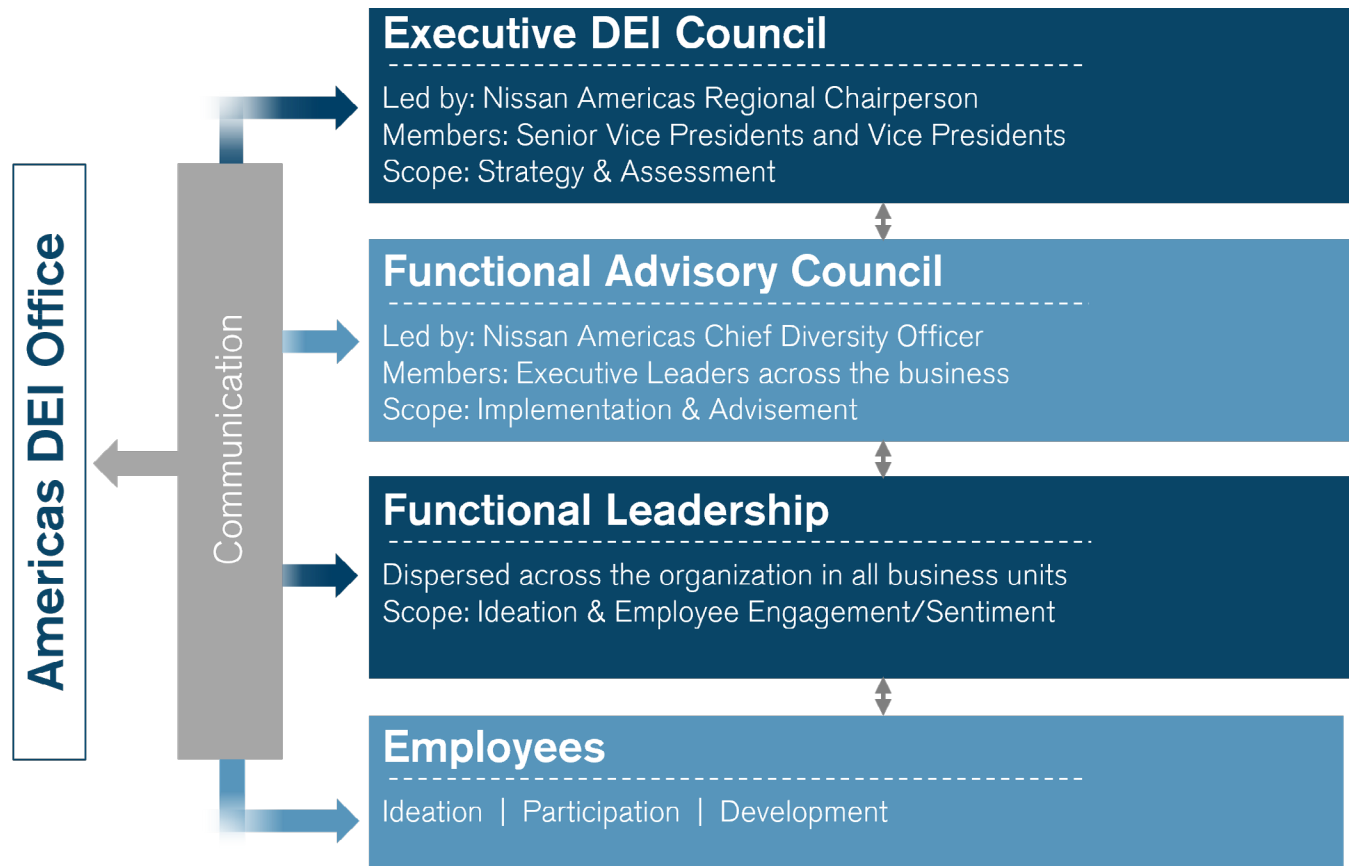 Americas DEI Office
Communication
Executive DEI Council
Led by: Nissan Americas Regional Chairperson
Members: Senior Vice Presidents and Vice Presidents
Scope: Strategy & Assessment
Functional Advisory Council
Led by: Nissan Americas Chief Diversity Officer
Members: Executive Leaders across the business
Scope: Implementation & Advisement
Functional Leadership
Dispersed across the organization in all business units
Scope: Ideation & Employee Engagement/Sentiment
Employees
Ideation | Participation | Development